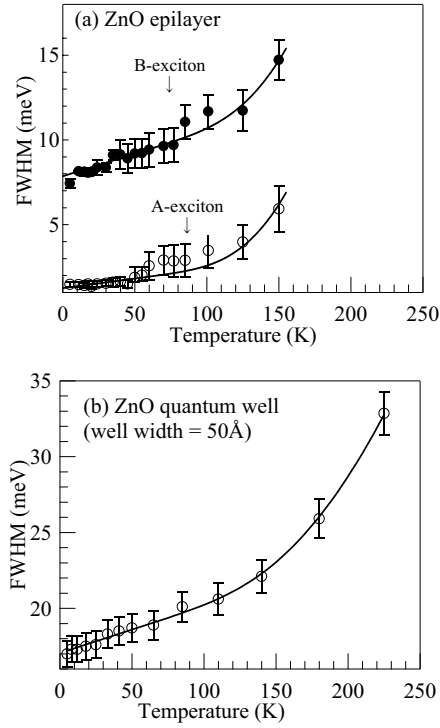 (a) ZnO epilayer
15
B-exciton
↓
10
FWHM (meV)
A-exciton
↓
5
0 50 100 150 200 250
Temperature (K)
35
(b) ZnO quantum well
(well width = 50Å)
30
FWHM (meV)
25
20
0 50 100 150 200 250
Temperature (K)